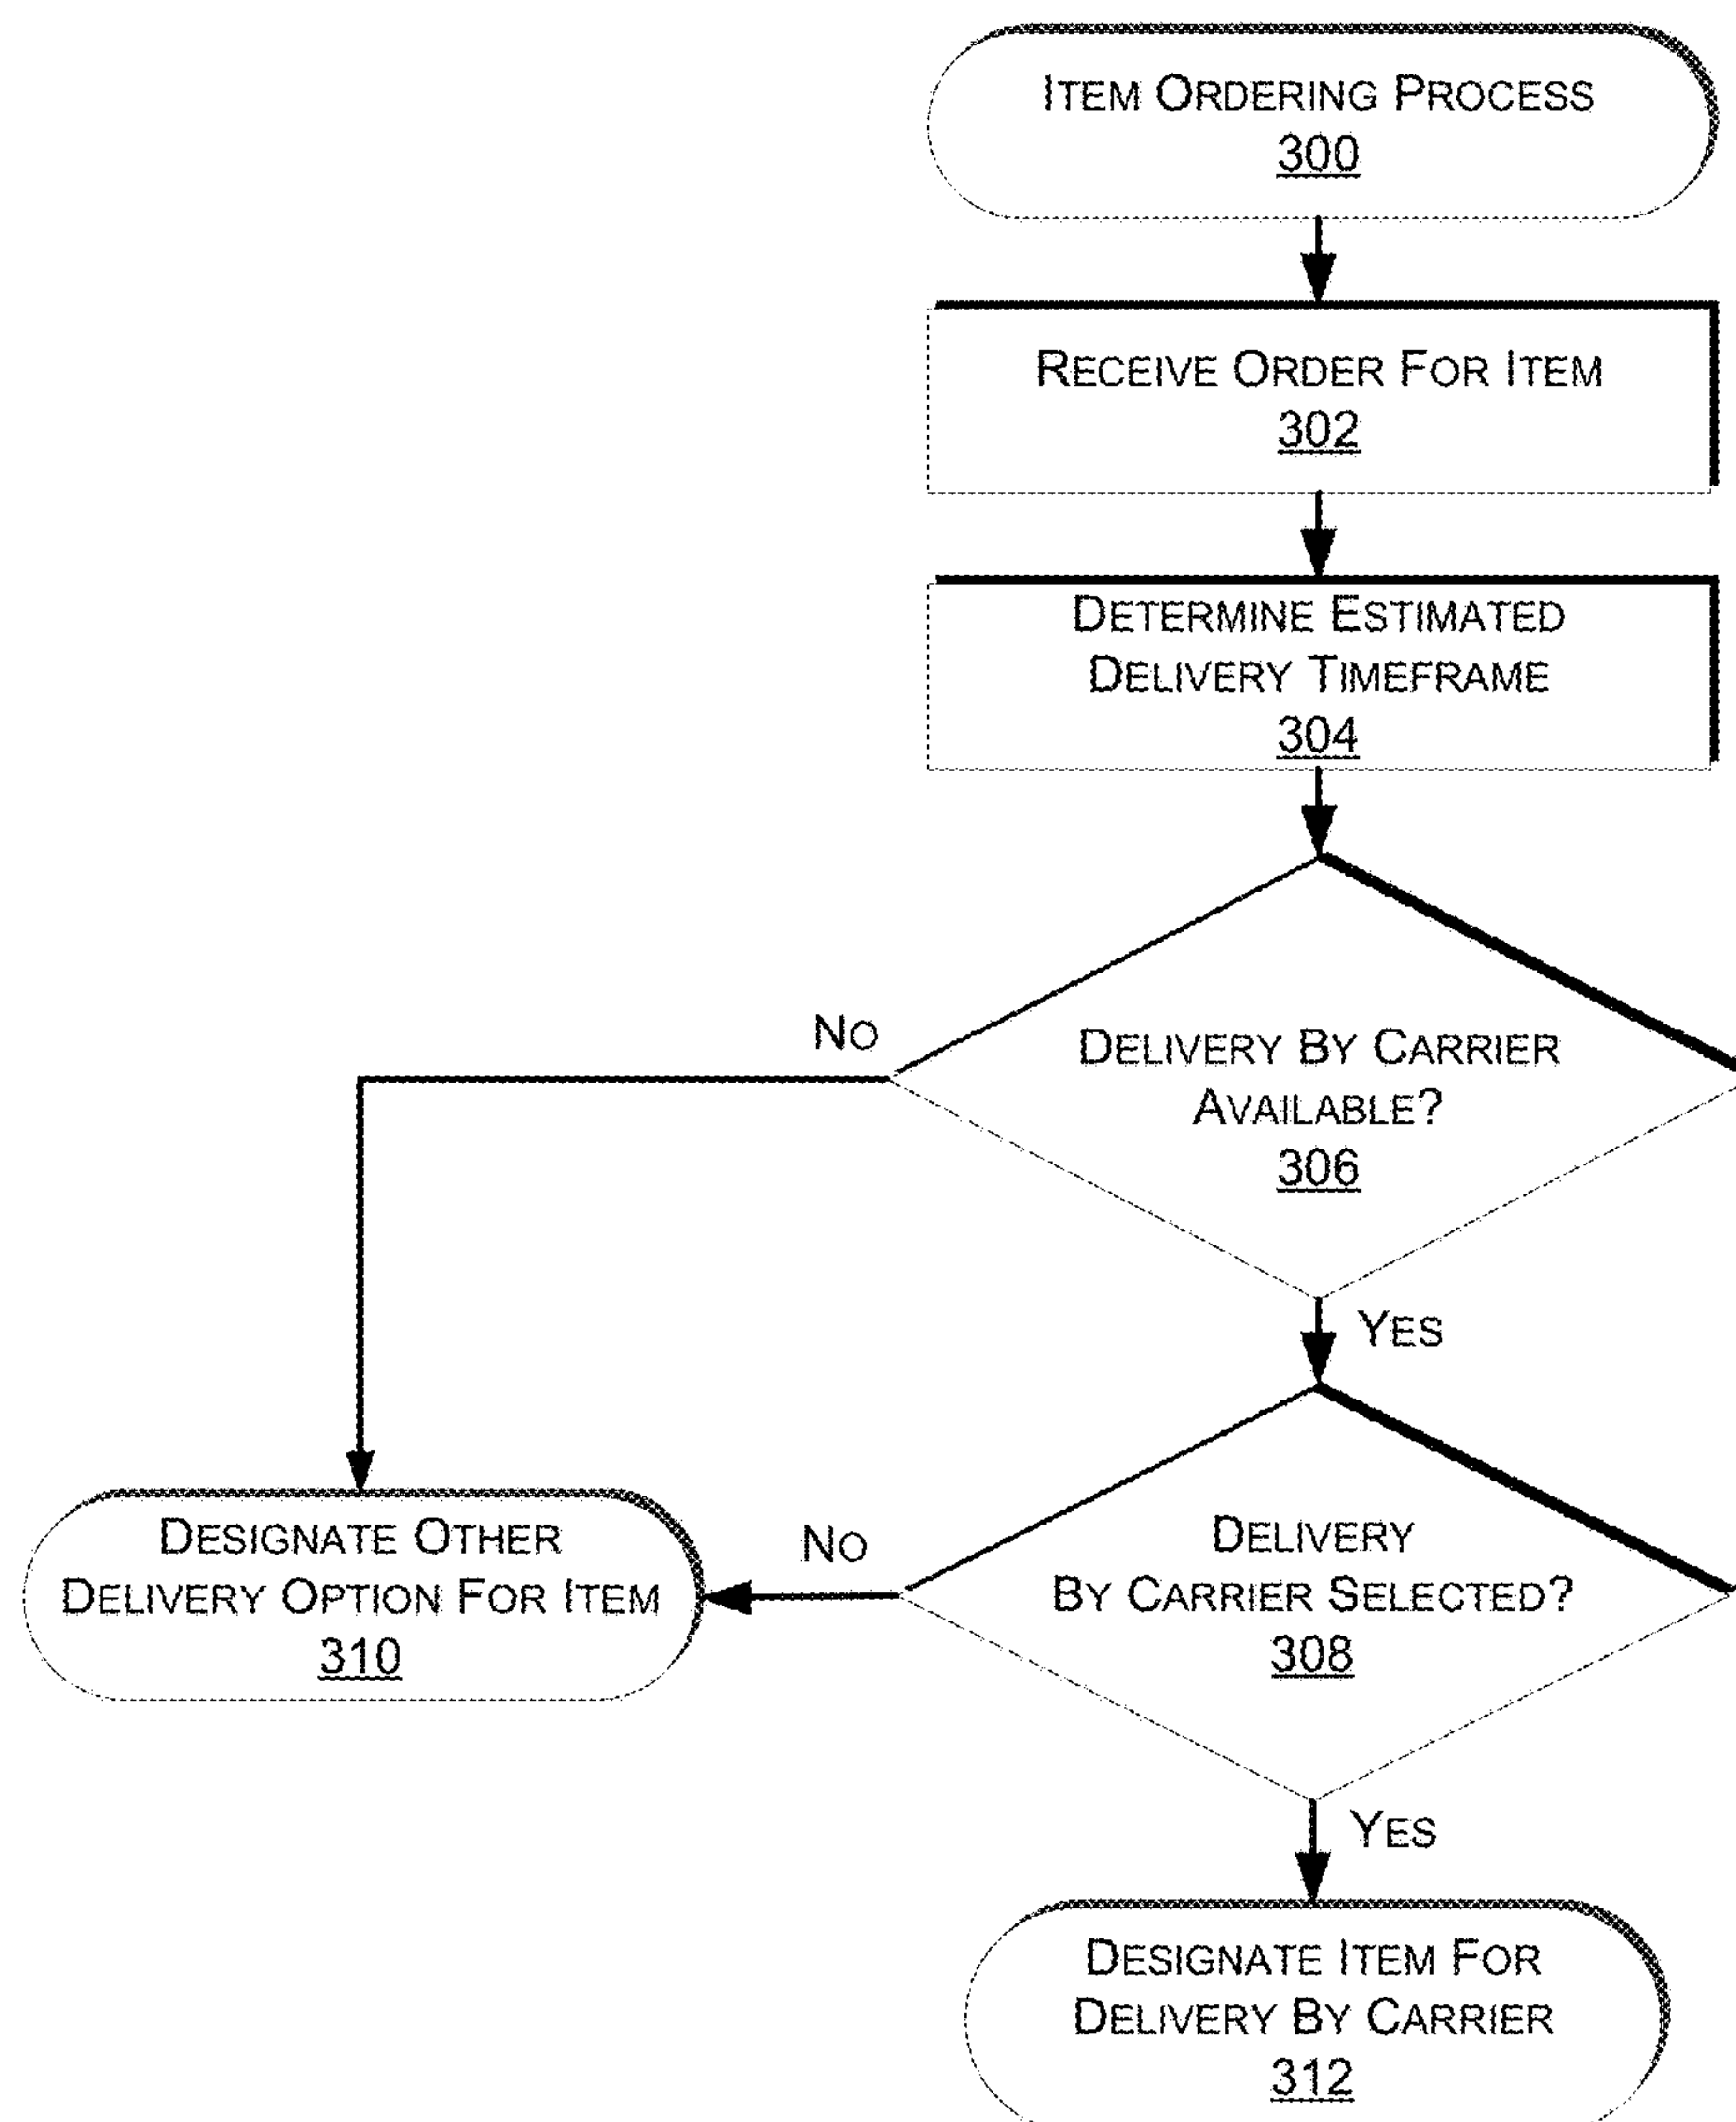 ITEM ORDERING PROCESS
300
RECEIVE ORDER FOR ITEM
302
DETERMINE ESTIMATED
DELIVERY TIMEFRAME
304
NO
DELIVERY BY CARRIER
AVAILABLE?
306
YES
DESIGNATE OTHER
DELIVERY OPTION FOR ITEM
310
NO
DELIVERY
BY CARRIER SELECTED?
308
YES
DESIGNATE ITEM FOR
DELIVERY BY CARRIER
312